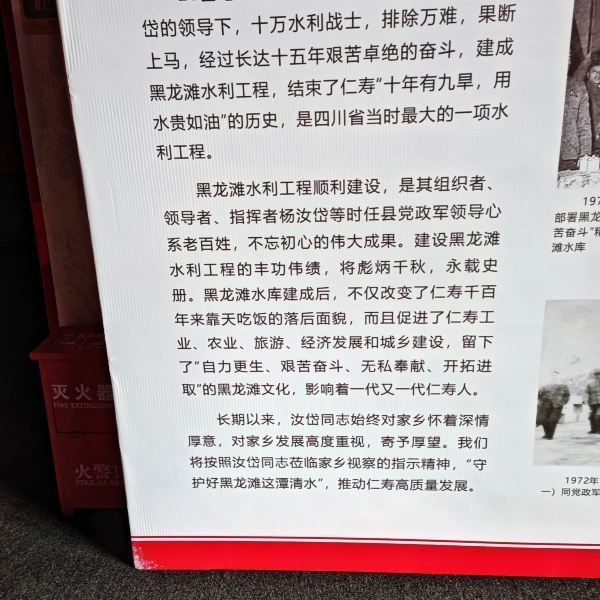 岱的领导下，十万水利战士，排除万难，果断
上马，经过长达十五年艰苦卓绝的奋斗，建成
黑龙滩水利工程，结束了仁寿“十年有九旱，用
水贵如油”的历史，是四川省当时最大的一项水
利工程。
黑龙滩水利工程顺利建设，是其组织者、
领导者、指挥者杨汝岱等时任县党政军领导心
系老百姓，不忘初心的伟大成果。建设黑龙滩
水利工程的丰功伟绩，将彪炳千秋，永载史
册。黑龙滩水库建成后，不仅改变了仁寿千百
年来靠天吃饭的落后面貌，而且促进了仁寿工
业、农业、旅游、经济发展和城乡建设，留下
了“自力更生、艰苦奋斗、无私奉献、开拓进
取”的黑龙滩文化，影响着一代又一代仁寿人。
长期以来，汝岱同志始终对家乡怀着深情
厚意，对家乡发展高度重视，寄予厚望。我们
将按照汝岱同志莅临家乡视察的指示精神，“守
护好黑龙滩这潭清水”，推动仁寿高质量发展。
197
部署黑龙
苦奋斗”精
滩水库
1972年
一）同党政军
灭火器
FIRE EXTINGUISH
火警1
FIRE-ALA